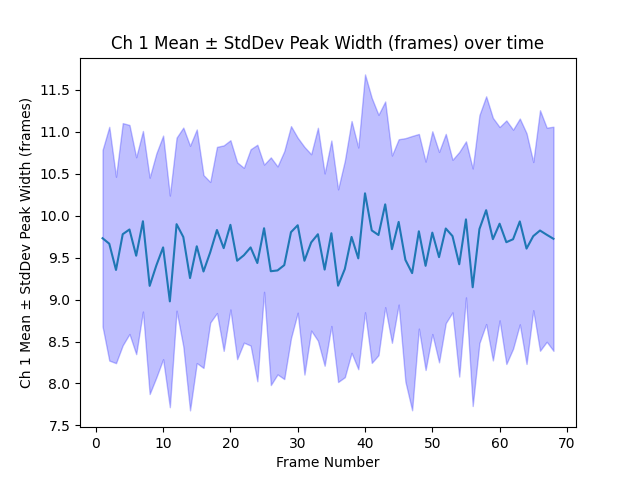 Ch 1 Mean ± StdDev Peak Width (frames) over time
Ch 1 Mean ± StdDev Peak Width (frames)
11.5
11.0
10.5
10.0
9.5
9.0
8.5
8.0
7.5
0 10 20 30 40 50 60 70
Frame Number